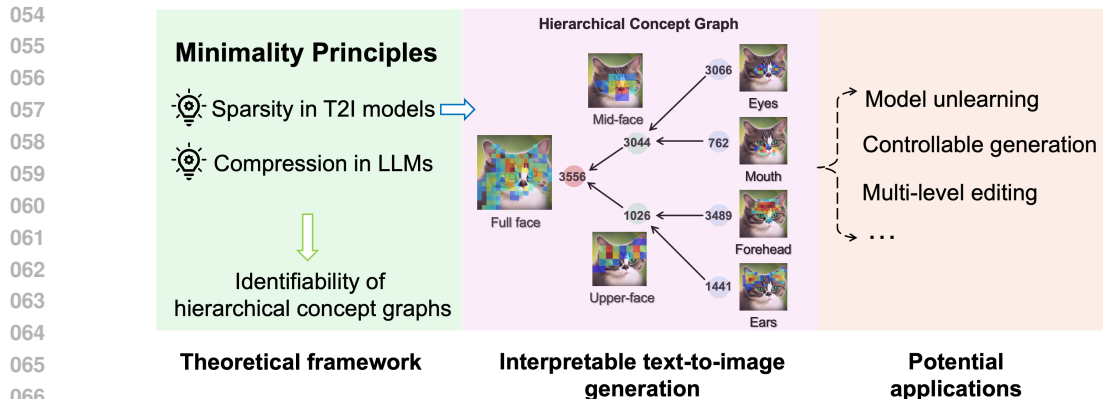 054
055
056
057
058
059
060
061
062
063
064
065
066
Minimality Principles
Sparsity in T2I models
Compression in LLMs
Identifiability of
hierarchical concept graphs
Theoretical framework
Hierarchical Concept Graph
Mid-face
3066
Eyes
3044
762
Mouth
3556
Full face
1026
3489
Forehead
Upper-face
1441
Ears
Interpretable text-to-image
generation
Model unlearning
Controllable generation
Multi-level editing
...
Potential
applications